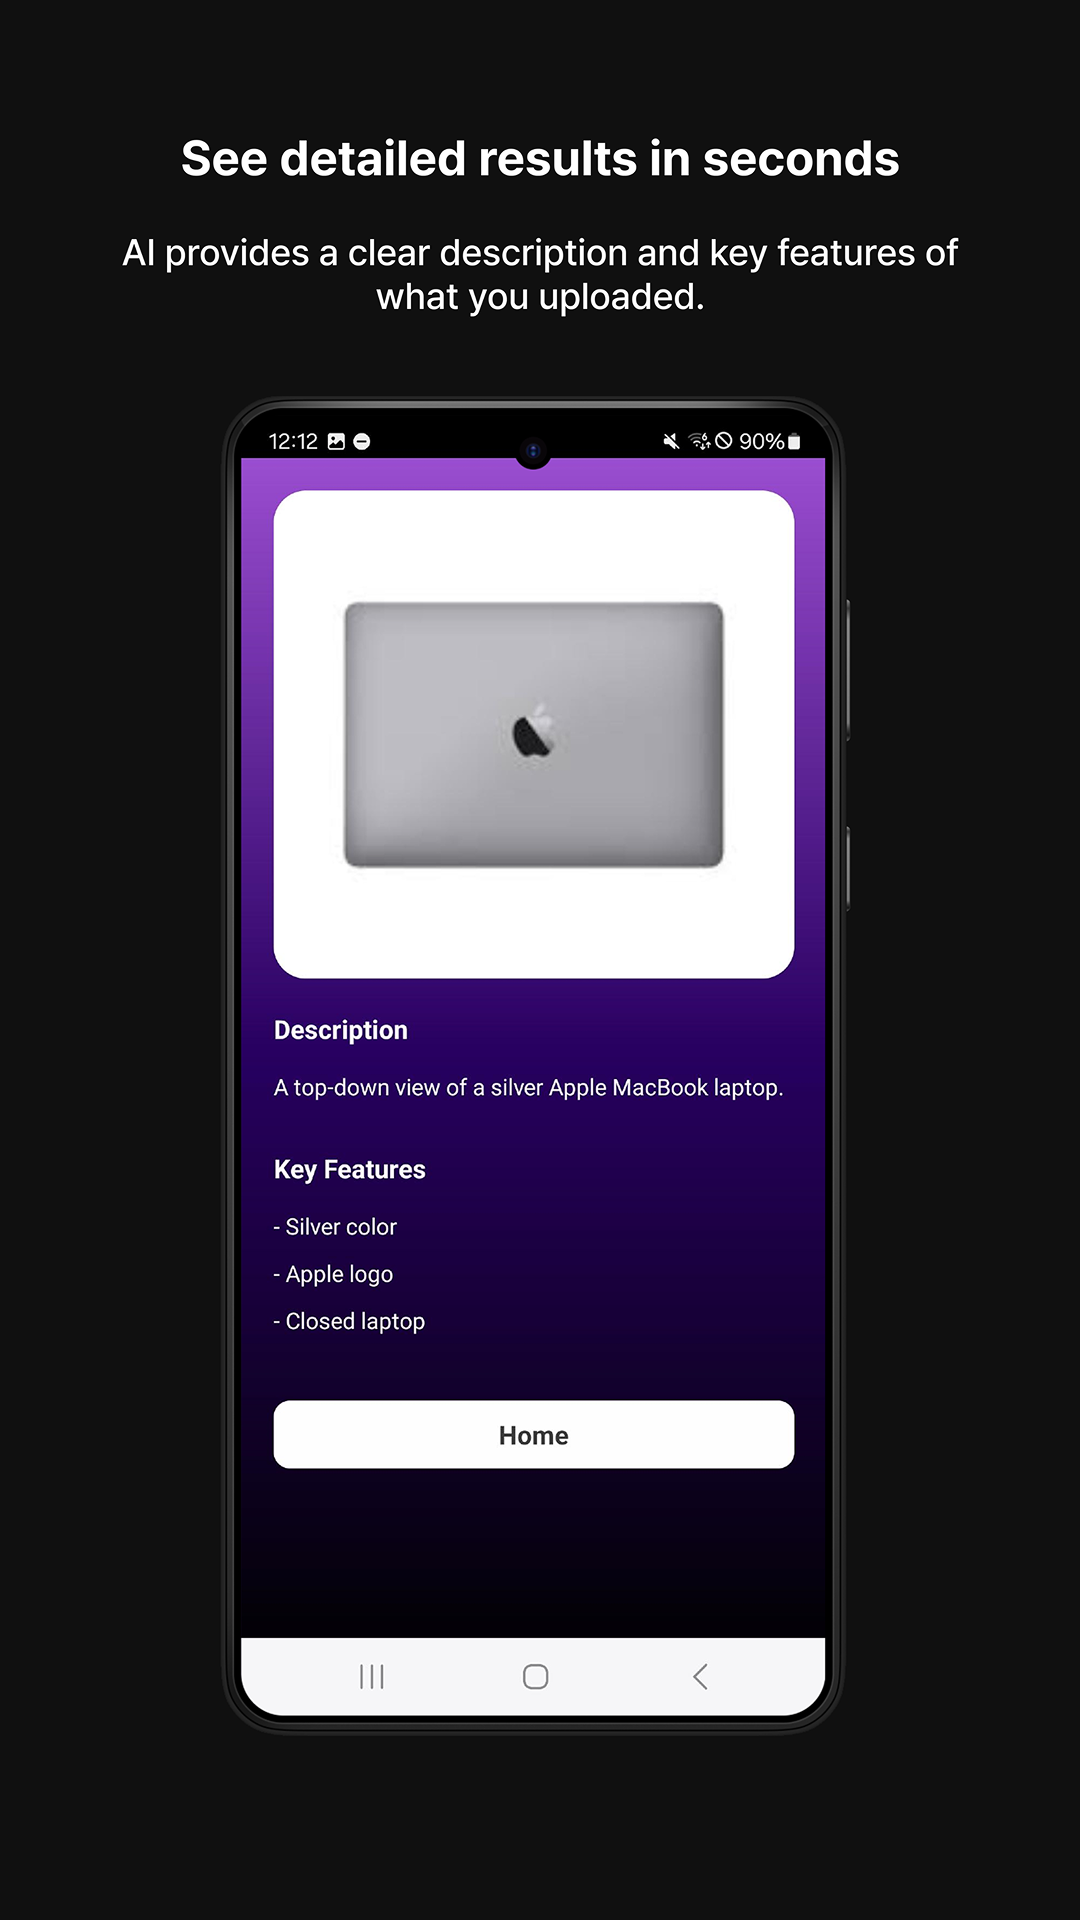 See detailed results in seconds
AI provides a clear description and key features of
what you uploaded.
12:12 90%
Description
A top-down view of a silver Apple MacBook laptop.
Key Features
- Silver color
- Apple logo
- Closed laptop
Home